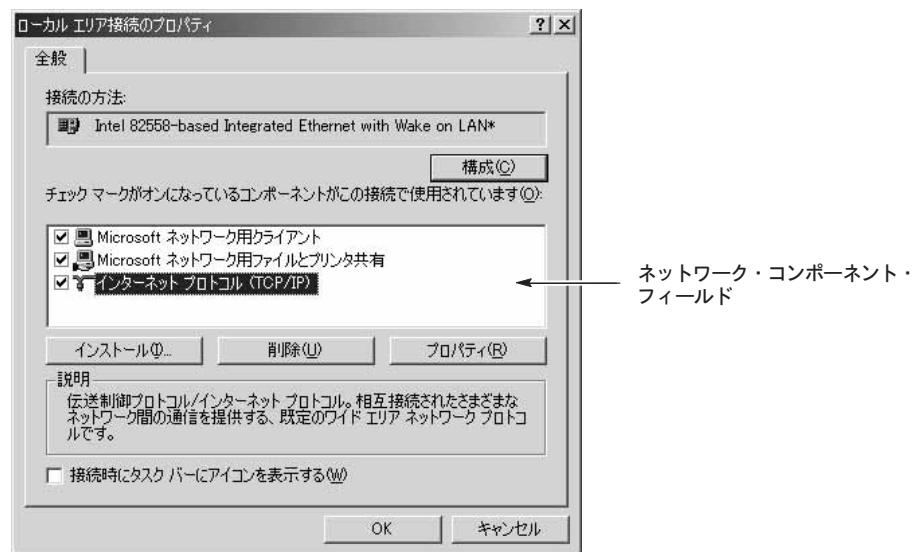 ローカル エリア接続のプロパティ
? ×
全般
接続の方法:
Intel 82558-based Integrated Ethernet with Wake on LAN*
構成(C)
チェック マークがオンになっているコンポーネントがこの接続で使用されています(O):
Microsoft ネットワーク用クライアント
Microsoft ネットワーク用ファイルとプリンタ共有
インターネット プロトコル (TCP/IP)
ネットワーク・コンポーネント・
フィールド
インストール(I)...
削除(U)
プロパティ(R)
説明
伝送制御プロトコル/インターネット プロトコル。相互接続されたさまざまな
ネットワーク間の通信を提供する、既定のワイド エリア ネットワーク プロトコ
ルです。
接続時にタスク バーにアイコンを表示する(W)
OK
キャンセル